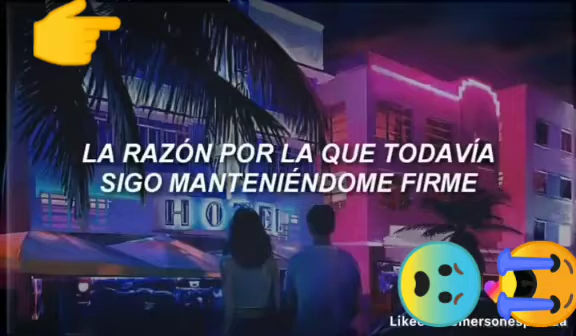 LA RAZÓN POR LA QUE TODAVÍA
SIGO MANTENIÉNDOME FIRME
HOTEL